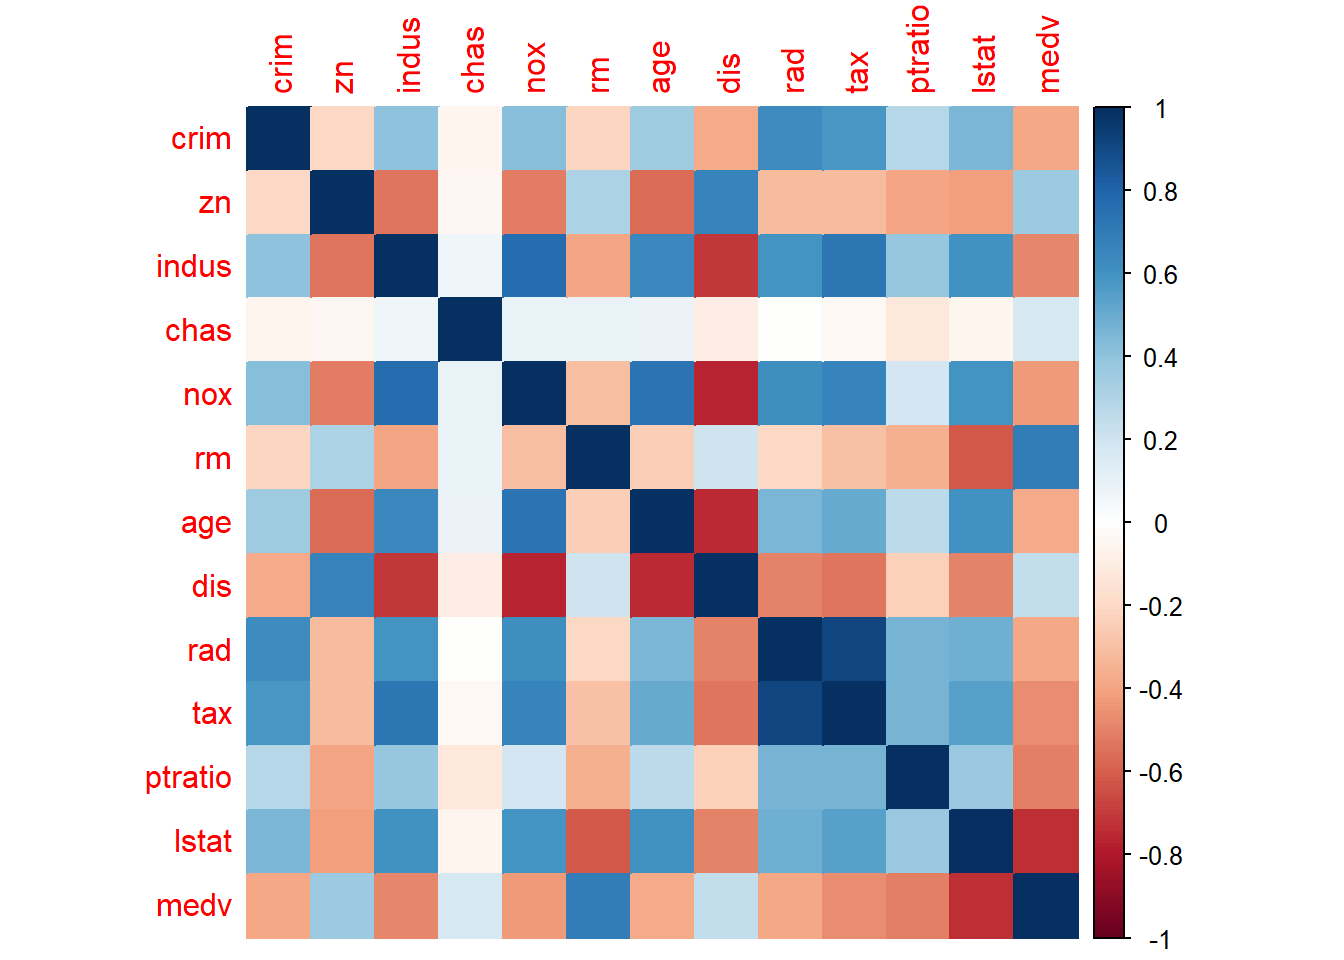 crim zn indus chas nox rm age dis rad tax ptratio lstat medv
crim
zn
indus
chas
nox
rm
age
dis
rad
tax
ptratio
lstat
medv
1
0.8
0.6
0.4
0.2
0
-0.2
-0.4
-0.6
-0.8
-1